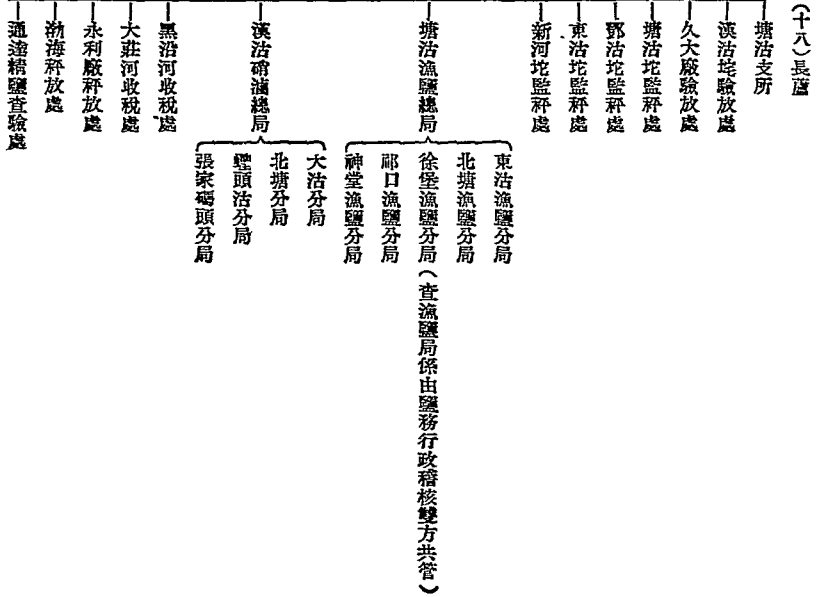 (十八)長蘆
塘沽支所
漢沽坨驗放處
久大廠驗放處
塘沽坨監秤處
鄧沽坨監秤處
東沽坨監秤處
新河坨監秤處
塘沽漁鹽總局
東沽漁鹽分局
北塘漁鹽分局
徐堡漁鹽分局(查漁鹽局係由鹽務行政稽核雙方共管)
祁口漁鹽分局
神堂漁鹽分局
漢沽硝滷總局
大沽分局
北塘分局
蟶頭沽分局
張家碼頭分局
黑沿河收稅處
大莊河收稅處
永利廠秤放處
渤海秤放處
通達精鹽查驗處